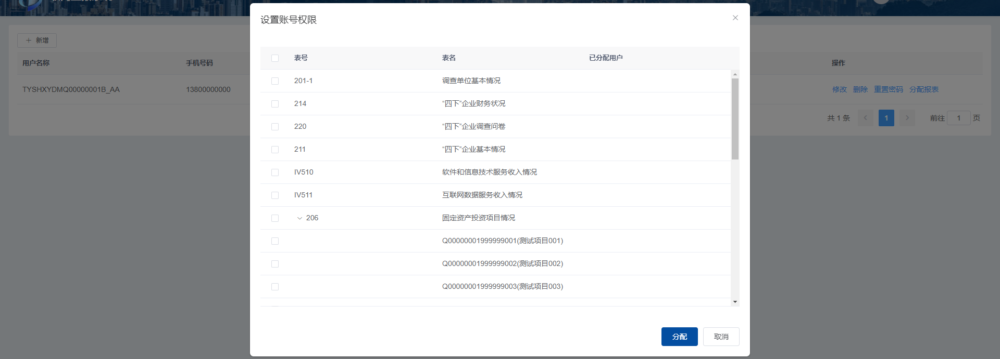 设置账号权限
新增
用户名称 手机号码 操作
TYSHXYDMQ00000001B_AA 13800000000 修改 删除 重置密码 分配报表
共 1 条 1 前往 1 页
表号 表名 已分配用户
201-1 调查单位基本情况
214 “四下”企业财务状况
220 “四下”企业调查问卷
211 “四下”企业基本情况
IV510 软件和信息技术服务收入情况
IV511 互联网数据服务收入情况
206 固定资产投资项目情况
Q00000001999999001(测试项目001)
Q00000001999999002(测试项目002)
Q00000001999999003(测试项目003)
分配 取消